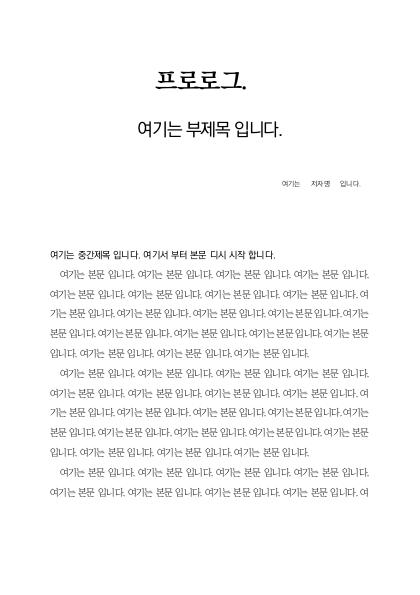 프로로그.
여기는 부제목 입니다.
여기는 저자명 입니다.
여기는 중간제목 입니다. 여기서 부터 본문 디시 시작 합니다.
여기는 본문 입니다. 여기는 본문 입니다. 여기는 본문 입니다. 여기는 본문 입니다.
여기는 본문 입니다. 여기는 본문 입니다. 여기는 본문 입니다. 여기는 본문 입니다. 여
기는 본문 입니다. 여기는 본문 입니다. 여기는 본문 입니다. 여기는 본문 입니다. 여기는
본문 입니다. 여기는 본문 입니다. 여기는 본문 입니다. 여기는 본문 입니다. 여기는 본문
입니다. 여기는 본문 입니다. 여기는 본문 입니다. 여기는 본문 입니다.
여기는 본문 입니다. 여기는 본문 입니다. 여기는 본문 입니다. 여기는 본문 입니다.
여기는 본문 입니다. 여기는 본문 입니다. 여기는 본문 입니다. 여기는 본문 입니다. 여
기는 본문 입니다. 여기는 본문 입니다. 여기는 본문 입니다. 여기는 본문 입니다. 여기는
본문 입니다. 여기는 본문 입니다. 여기는 본문 입니다. 여기는 본문 입니다. 여기는 본문
입니다. 여기는 본문 입니다. 여기는 본문 입니다. 여기는 본문 입니다.
여기는 본문 입니다. 여기는 본문 입니다. 여기는 본문 입니다. 여기는 본문 입니다.
여기는 본문 입니다. 여기는 본문 입니다. 여기는 본문 입니다. 여기는 본문 입니다. 여